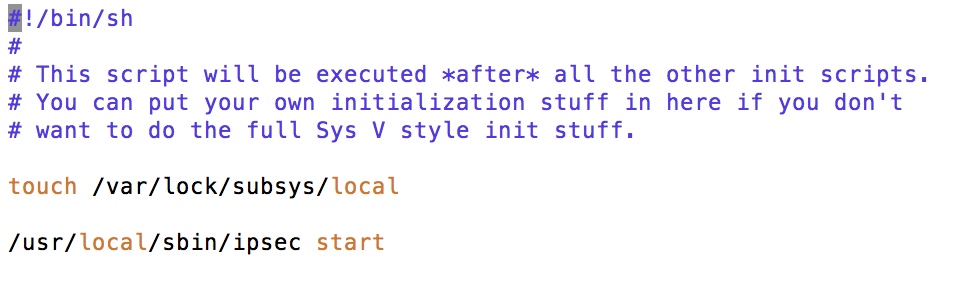 #!/bin/sh
#
# This script will be executed *after* all the other init scripts.
# You can put your own initialization stuff in here if you don't
# want to do the full Sys V style init stuff.
touch /var/lock/subsys/local
/usr/local/sbin/ipsec start